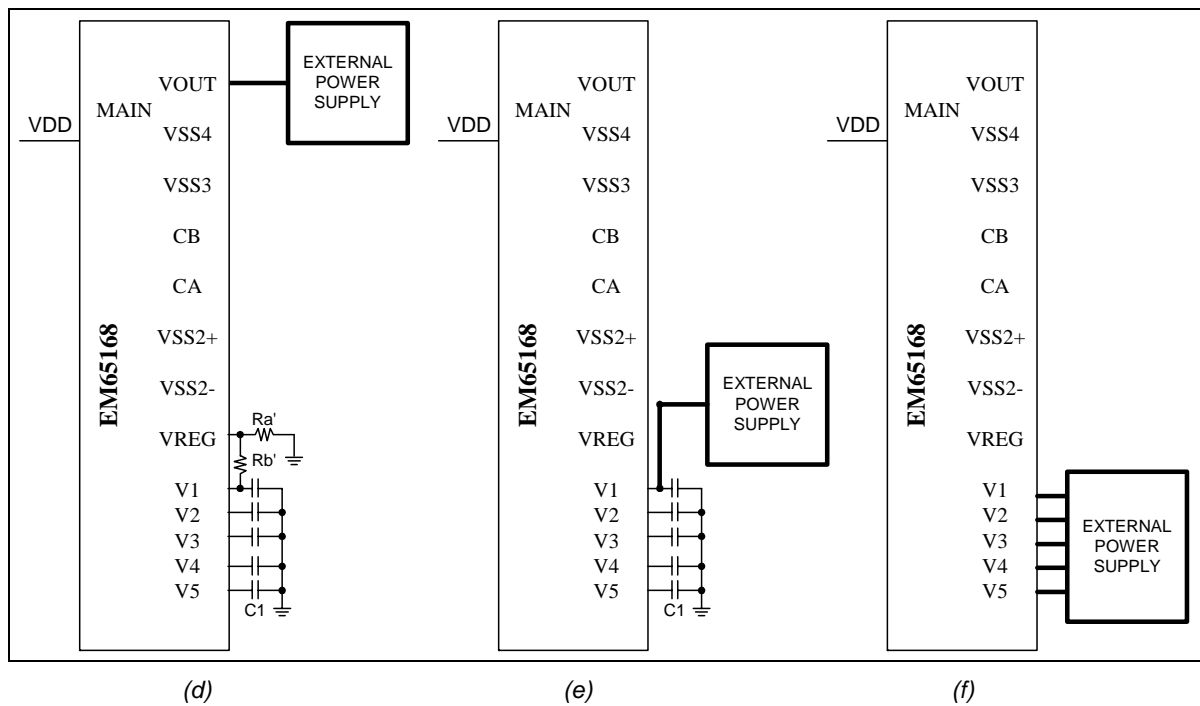 VDD
MAIN
EM65168
VOUT
VSS4
VSS3
CB
CA
VSS2+
VSS2-
VREG
V1
V2
V3
V4
V5
Ra'
Rb'
C1
EXTERNAL
POWER
SUPPLY
(d)
VDD
MAIN
EM65168
VOUT
VSS4
VSS3
CB
CA
VSS2+
VSS2-
VREG
V1
V2
V3
V4
V5
C1
EXTERNAL
POWER
SUPPLY
(e)
VDD
MAIN
EM65168
VOUT
VSS4
VSS3
CB
CA
VSS2+
VSS2-
VREG
V1
V2
V3
V4
V5
EXTERNAL
POWER
SUPPLY
(f)